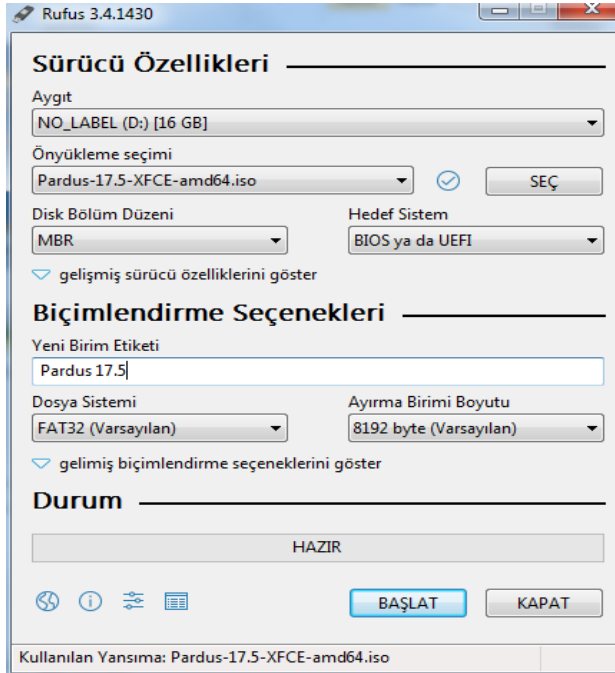 Rufus 3.4.1430
Sürücü Özellikleri
Aygıt
NO_LABEL (D:) [16 GB]
Önyükleme seçimi
Pardus-17.5-XFCE-amd64.iso
SEÇ
Disk Bölüm Düzeni
Hedef Sistem
MBR
BIOS ya da UEFI
gelişmiş sürücü özelliklerini göster
Biçimlendirme Seçenekleri
Yeni Birim Etiketi
Pardus 17.5
Dosya Sistemi
Ayırma Birimi Boyutu
FAT32 (Varsayılan)
8192 byte (Varsayılan)
gelimiş biçimlendirme seçeneklerini göster
Durum
HAZIR
BAŞLAT
KAPAT
Kullanılan Yansıma: Pardus-17.5-XFCE-amd64.iso